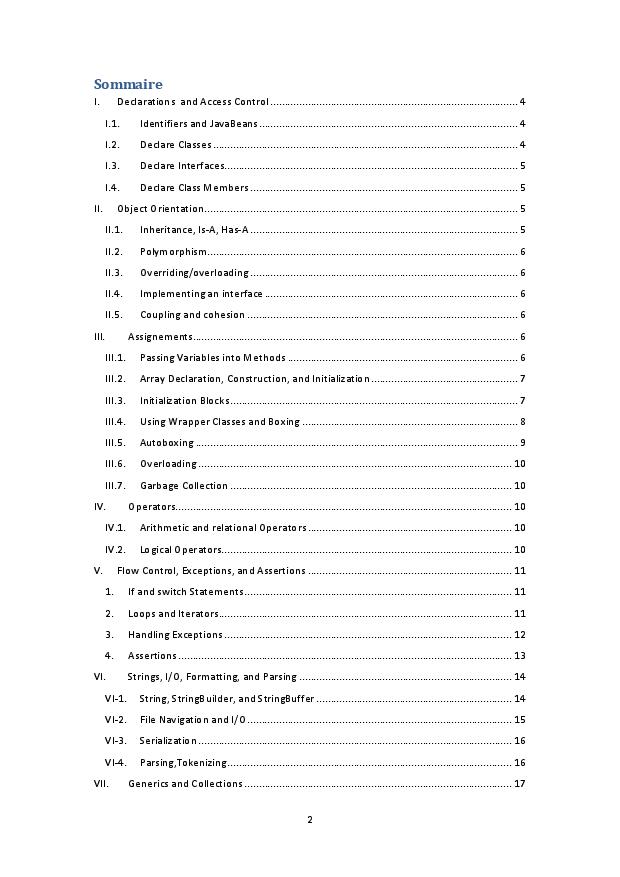 Sommaire
I. Declarations and Access Control 4
I.1. Identifiers and JavaBeans 4
I.2. Declare Classes 4
I.3. Declare Interfaces 5
I.4. Declare Class Members 5
II. Object Orientation 5
II.1. Inheritance, Is-A, Has-A 5
II.2. Polymorphism 6
II.3. Overriding/overloading 6
II.4. Implementing an interface 6
II.5. Coupling and cohesion 6
III. Assignements 6
III.1. Passing Variables into Methods 6
III.2. Array Declaration, Construction, and Initialization 7
III.3. Initialization Blocks 7
III.4. Using Wrapper Classes and Boxing 8
III.5. Autoboxing 9
III.6. Overloading 10
III.7. Garbage Collection 10
IV. Operators 10
IV.1. Arithmetic and relational Operators 10
IV.2. Logical Operators 10
V. Flow Control, Exceptions, and Assertions 11
1. If and switch Statements 11
2. Loops and Iterators 11
3. Handling Exceptions 12
4. Assertions 13
VI. Strings, I/O, Formatting, and Parsing 14
VI-1. String, StringBuilder, and StringBuffer 14
VI-2. File Navigation and I/O 15
VI-3. Serialization 16
VI-4. Parsing,Tokenizing 16
VII. Generics and Collections 17
2